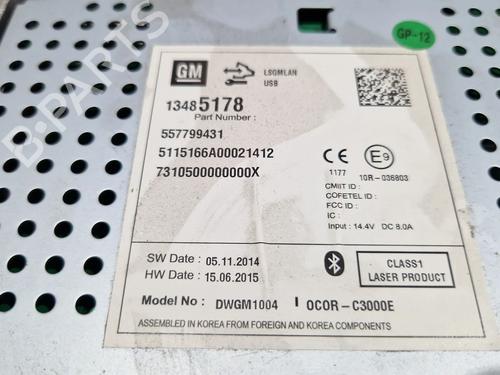 GP-12
GM
LSGMLAN
USB
13485178
Part Number :
557799431
5115166A00021412
7310500000000X
CE
E9
1177
10R-036803
CMIIT ID :
COFETEL ID :
FCC ID :
IC :
Input : 14.4V DC 8.0A
SW Date : 05.11.2014
HW Date : 15.06.2015
CLASS1
LASER PRODUCT
Model No : DWGM1004 I OCOR-C3000E
ASSEMBLED IN KOREA FROM FOREIGN AND KOREA COMPONENTS
B-PARTS